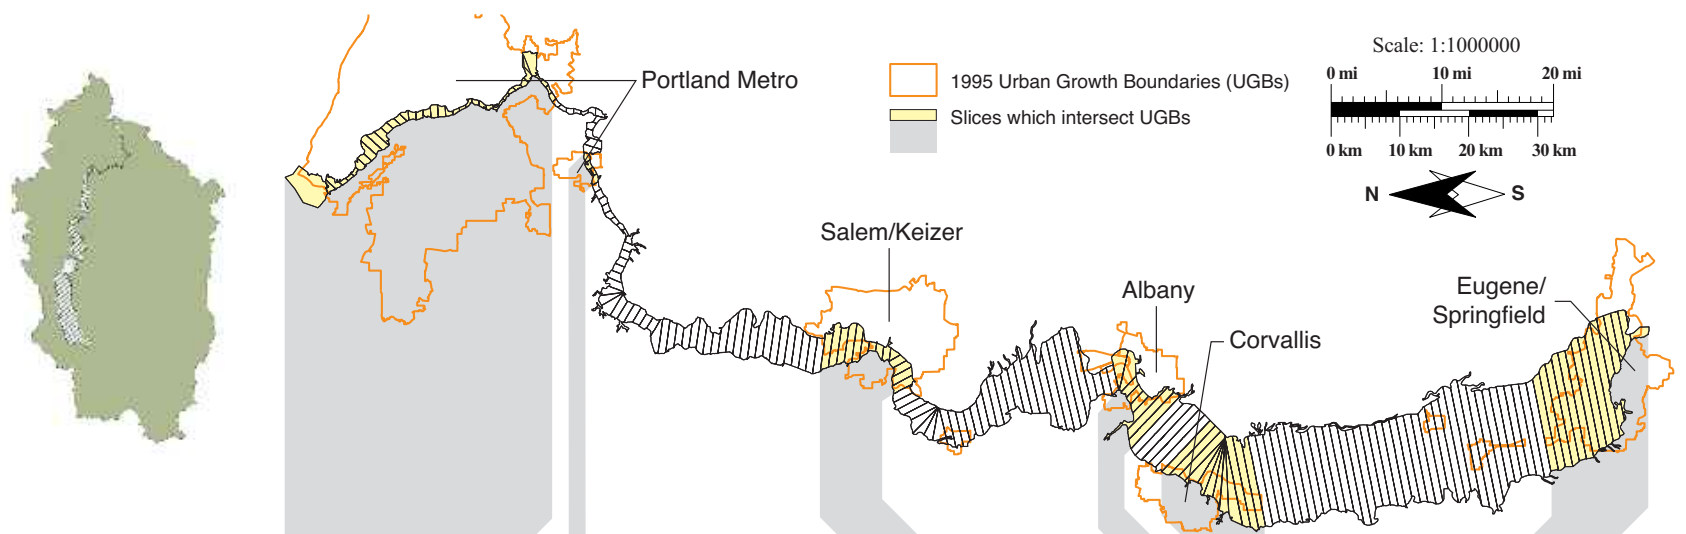 Portland Metro
1995 Urban Growth Boundaries (UGBs)
Slices which intersect UGBs
Scale: 1:1000000
0 mi 10 mi 20 mi
0 km 10 km 20 km 30 km
N S
Salem/Keizer
Albany
Corvallis
Eugene/
Springfield